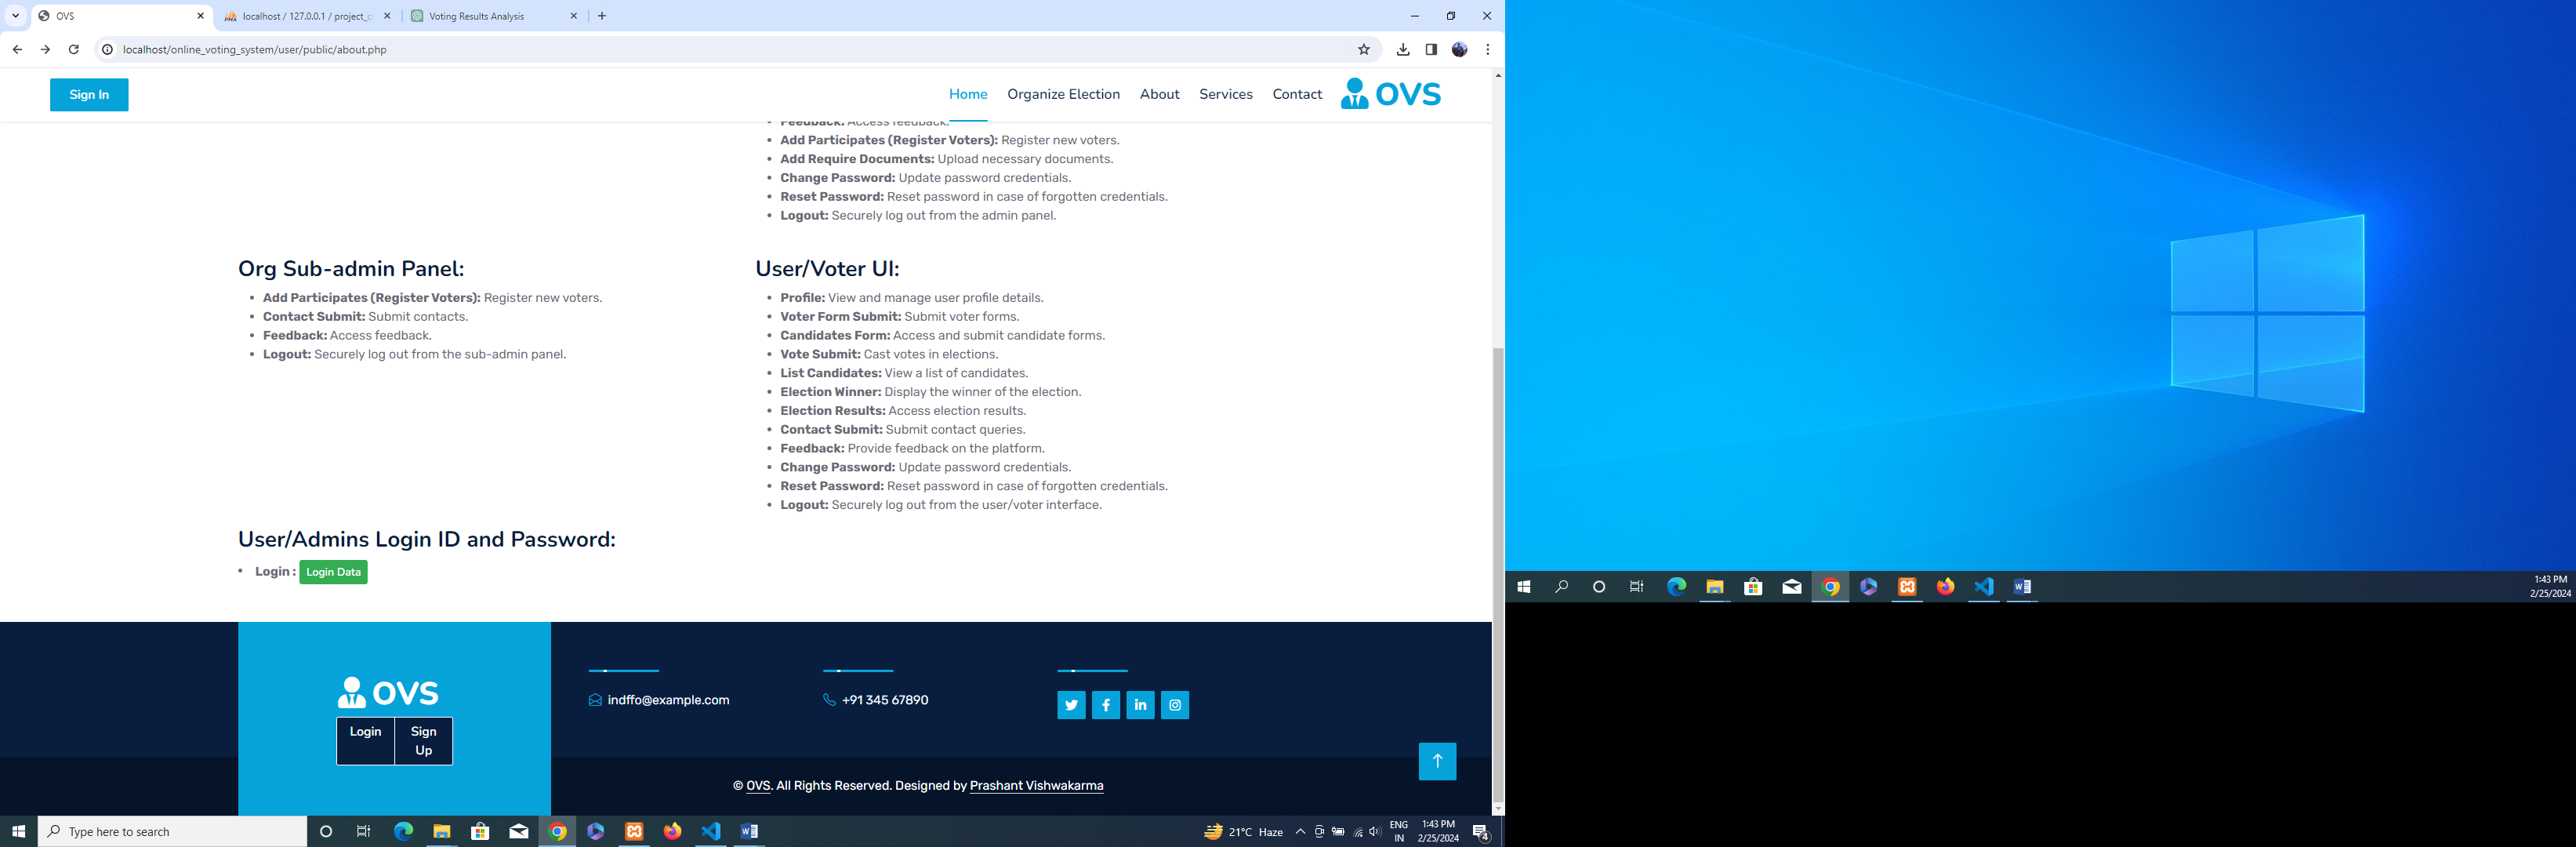 OVS
localhost / 127.0.0.1 / project_c
Voting Results Analysis
localhost/online_voting_system/user/public/about.php
Sign In
Home
Organize Election
About
Services
Contact
OVS
Feedback: Access feedback.
Add Participates (Register Voters): Register new voters.
Add Require Documents: Upload necessary documents.
Change Password: Update password credentials.
Reset Password: Reset password in case of forgotten credentials.
Logout: Securely log out from the admin panel.
Org Sub-admin Panel:
Add Participates (Register Voters): Register new voters.
Contact Submit: Submit contacts.
Feedback: Access feedback.
Logout: Securely log out from the sub-admin panel.
User/Voter UI:
Profile: View and manage user profile details.
Voter Form Submit: Submit voter forms.
Candidates Form: Access and submit candidate forms.
Vote Submit: Cast votes in elections.
List Candidates: View a list of candidates.
Election Winner: Display the winner of the election.
Election Results: Access election results.
Contact Submit: Submit contact queries.
Feedback: Provide feedback on the platform.
Change Password: Update password credentials.
Reset Password: Reset password in case of forgotten credentials.
Logout: Securely log out from the user/voter interface.
User/Admins Login ID and Password:
Login : Login Data
OVS
Login
Sign
Up
indffo@example.com
+91 345 67890
© OVS. All Rights Reserved. Designed by Prashant Vishwakarma
Type here to search
21°C Haze
ENG
IN
1:43 PM
2/25/2024
4
1:43 PM
2/25/2024